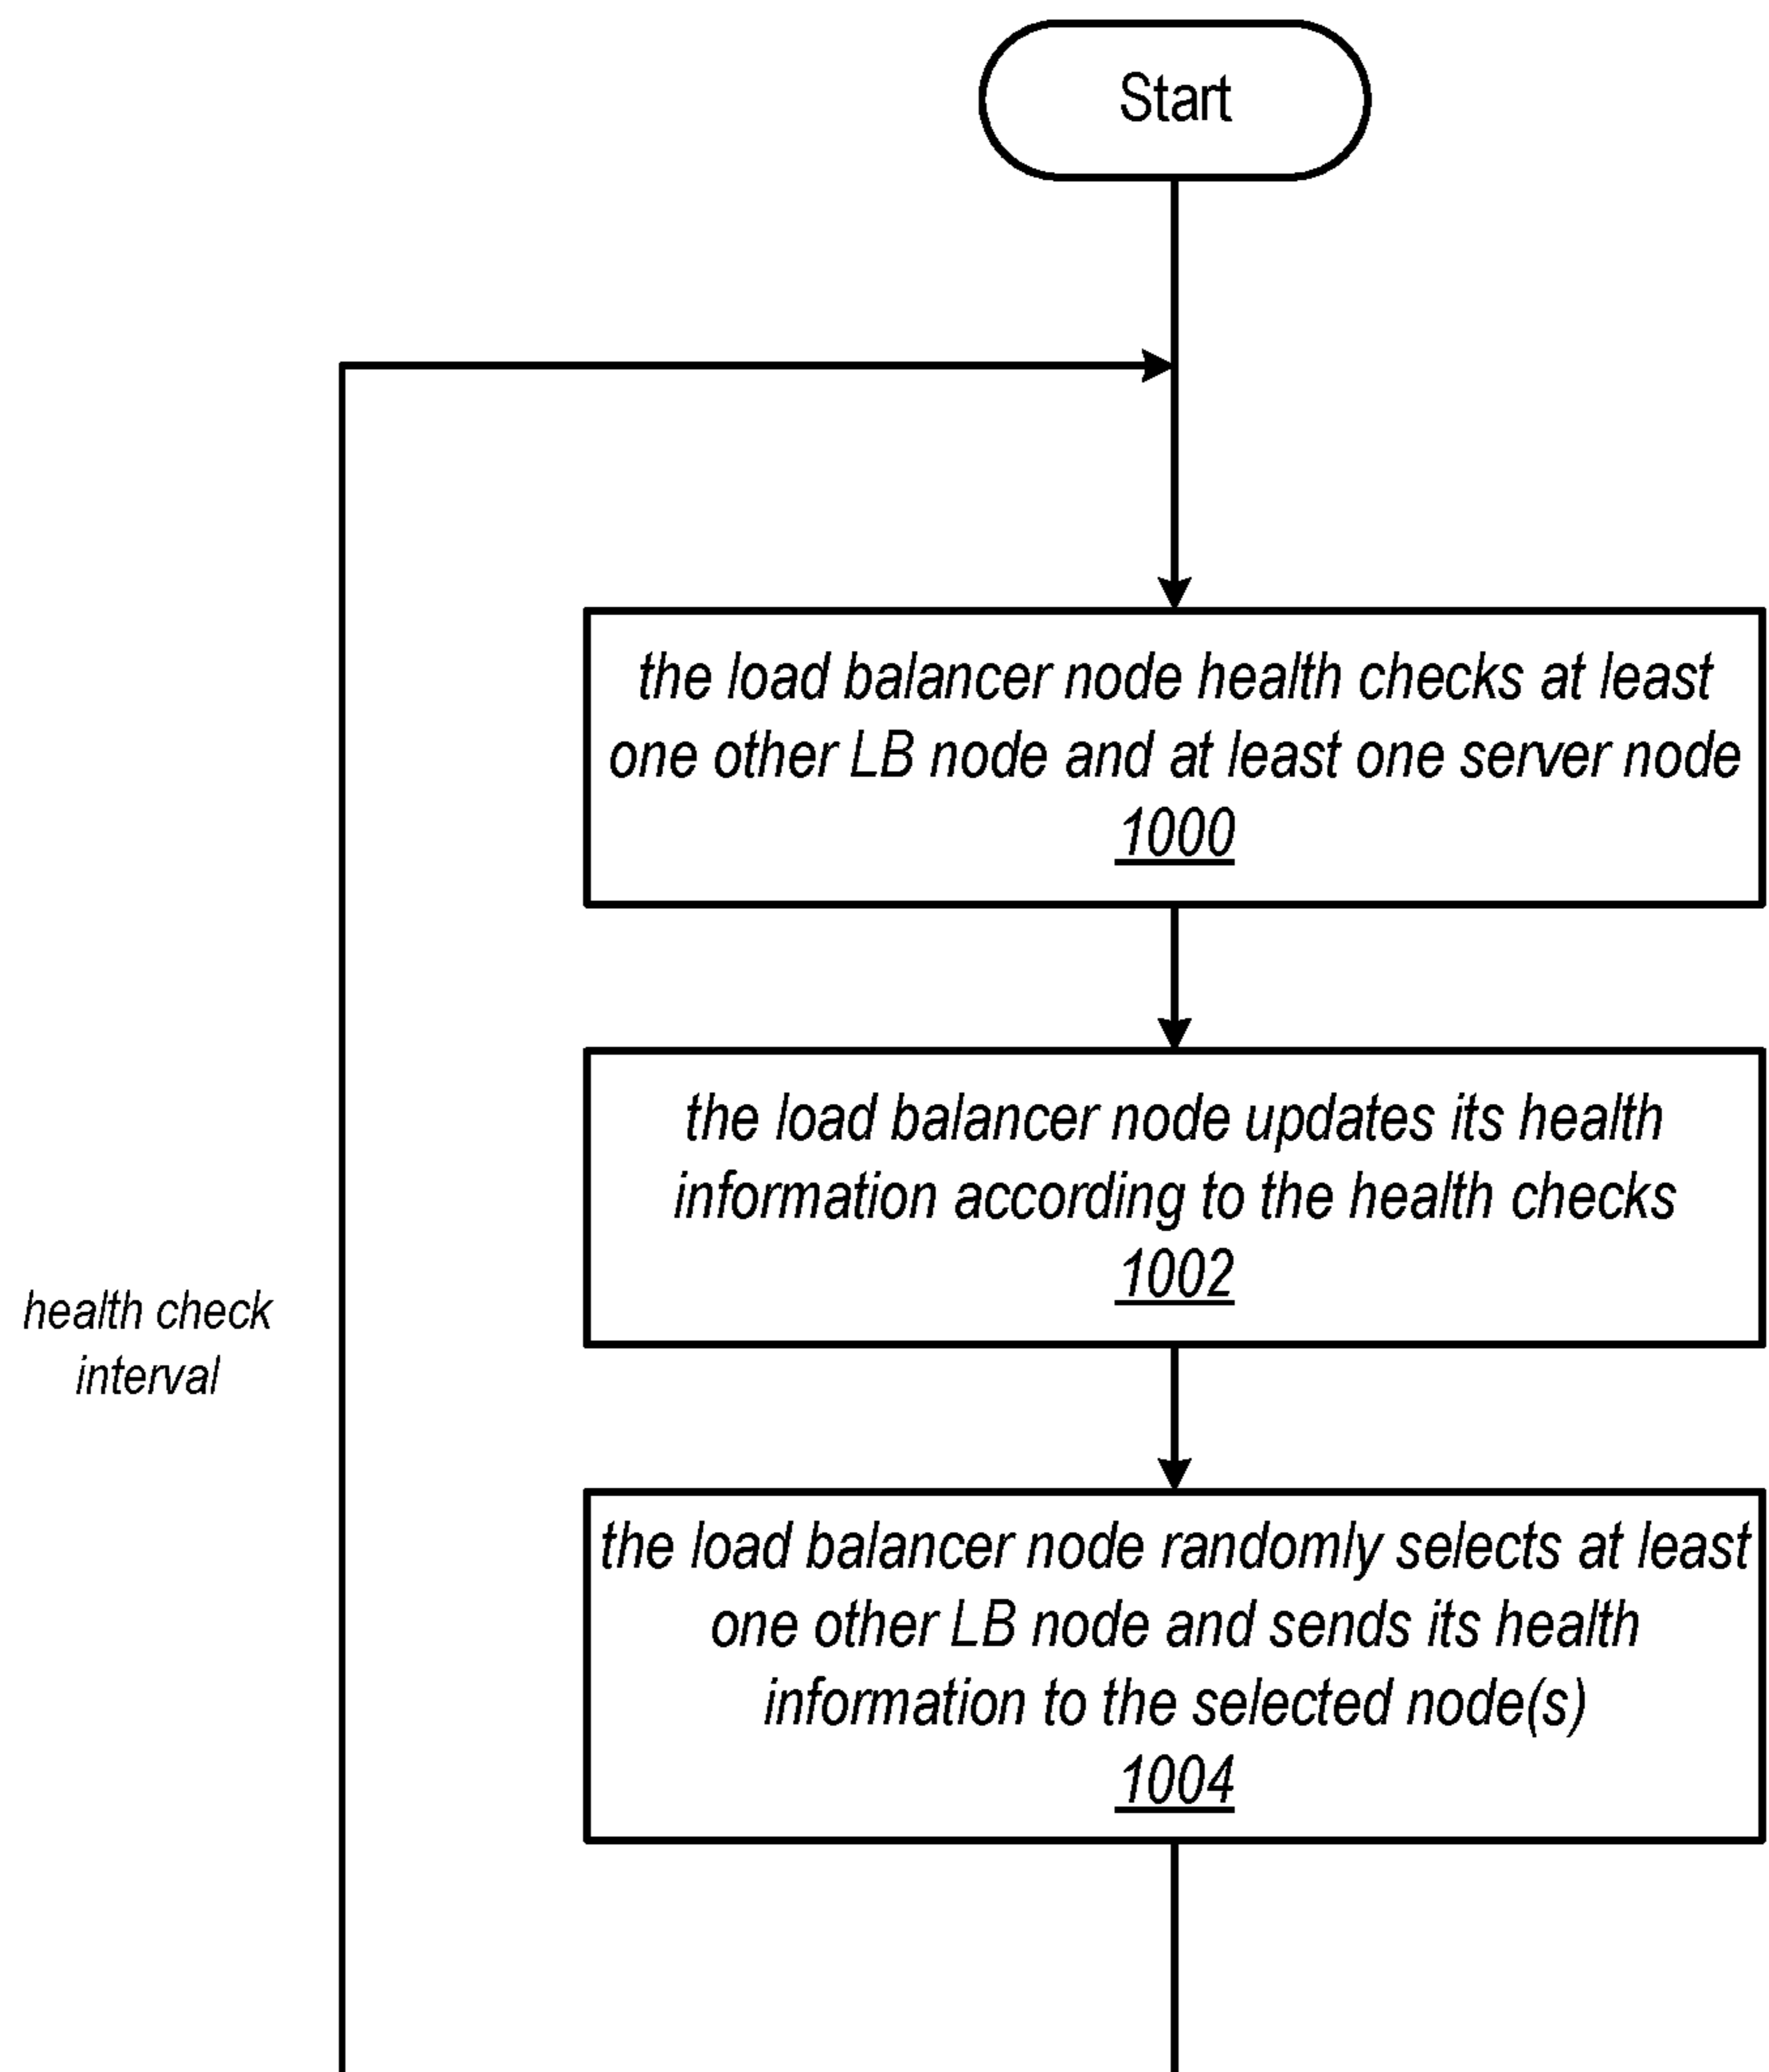 Start
the load balancer node health checks at least
one other LB node and at least one server node
1000
the load balancer node updates its health
information according to the health checks
1002
health check
interval
the load balancer node randomly selects at least
one other LB node and sends its health
information to the selected node(s)
1004